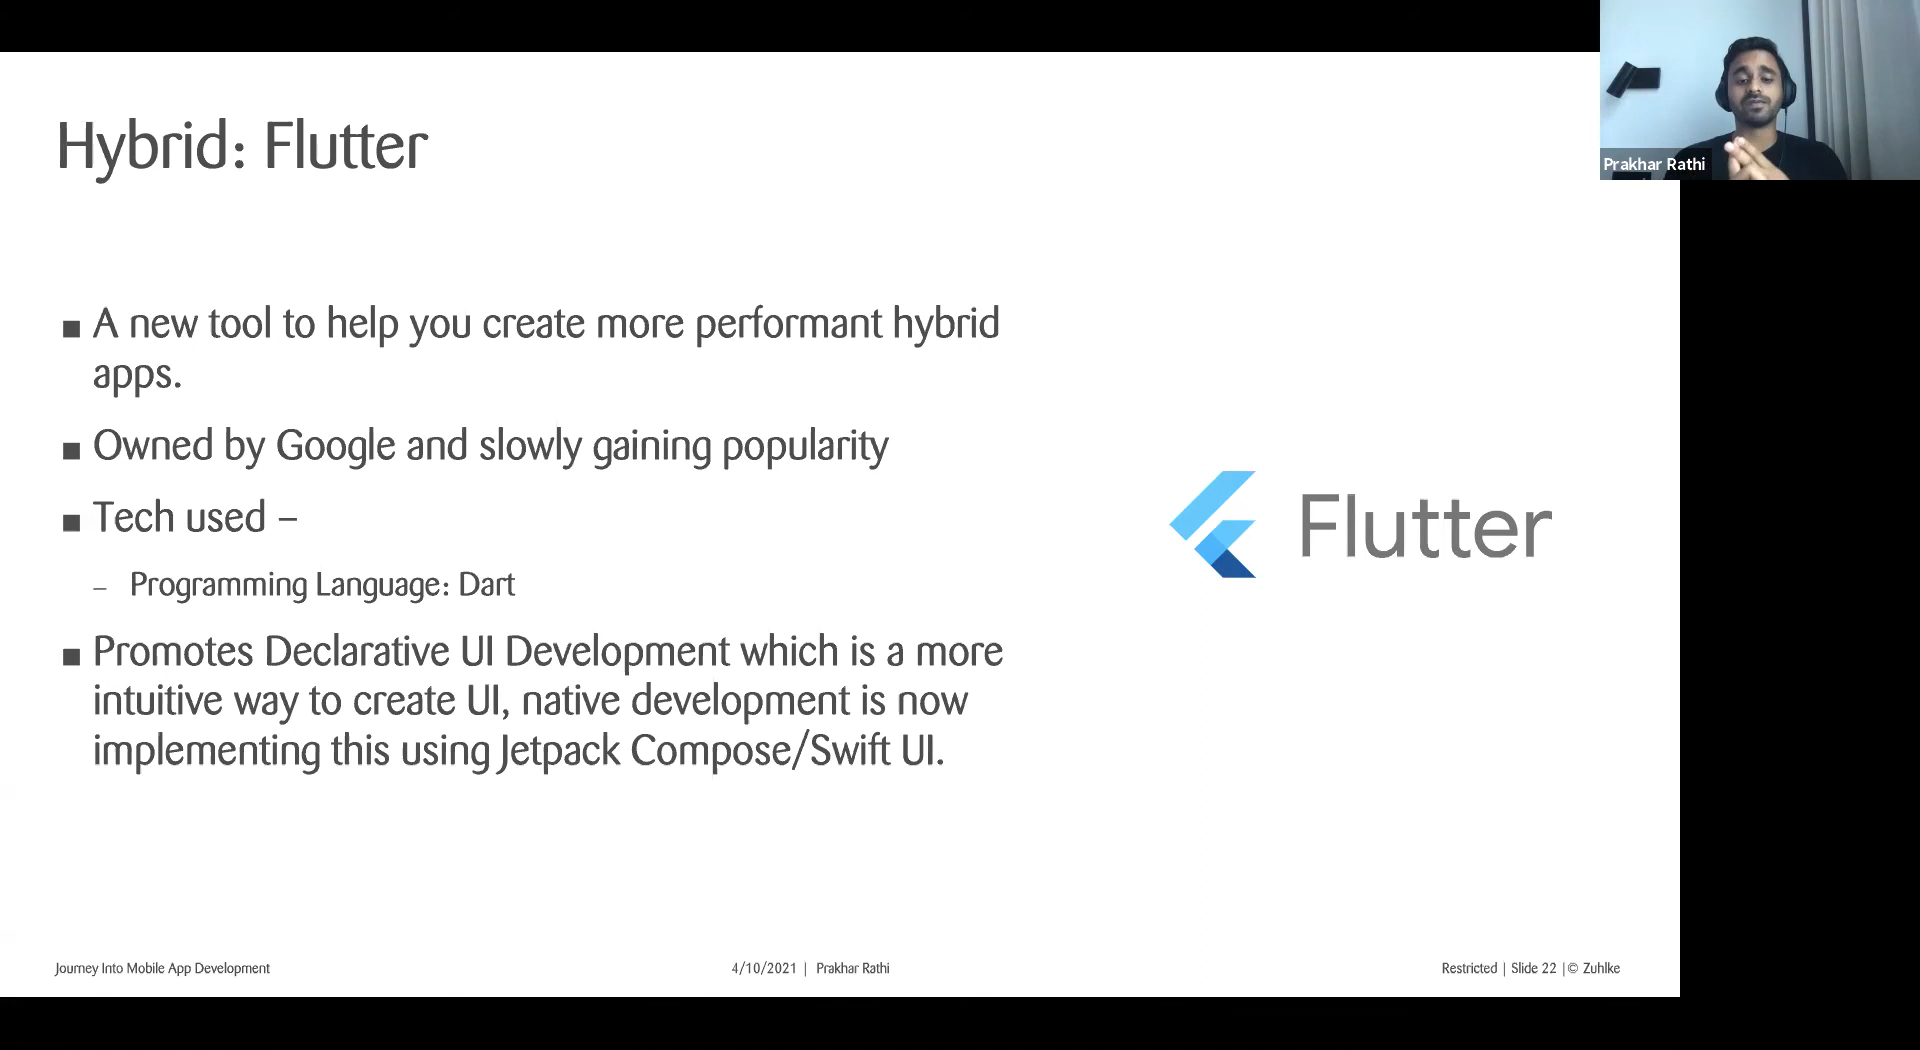 Hybrid: Flutter
■ A new tool to help you create more performant hybrid
apps.
■ Owned by Google and slowly gaining popularity
■ Tech used –
– Programming Language: Dart
■ Promotes Declarative UI Development which is a more
intuitive way to create UI, native development is now
implementing this using Jetpack Compose/Swift UI.
Flutter
Prakhar Rathi
Journey Into Mobile App Development
4/10/2021 | Prakhar Rathi
Restricted | Slide 22 | © Zuhlke